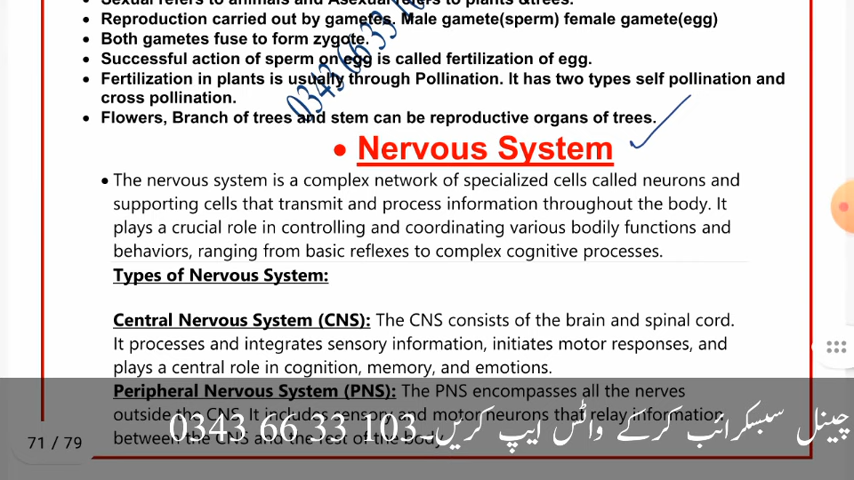 Sexual refers to animals and Asexual refers to plants &trees.
Reproduction carried out by gametes. Male gamete(sperm) female gamete(egg)
Both gametes fuse to form zygote.
Successful action of sperm on egg is called fertilization of egg.
Fertilization in plants is usually through Pollination. It has two types self pollination and
cross pollination.
Flowers, Branch of trees and stem can be reproductive organs of trees.
Nervous System
The nervous system is a complex network of specialized cells called neurons and
supporting cells that transmit and process information throughout the body. It
plays a crucial role in controlling and coordinating various bodily functions and
behaviors, ranging from basic reflexes to complex cognitive processes.
Types of Nervous System:
Central Nervous System (CNS): The CNS consists of the brain and spinal cord.
It processes and integrates sensory information, initiates motor responses, and
plays a central role in cognition, memory, and emotions.
Peripheral Nervous System (PNS): The PNS encompasses all the nerves
outside the CNS. It includes sensory and motor neurons that relay information
between the CNS and the rest of the body.
چینل سبسکرائب کرکے واٹس ایپ کریں۔ 0343 66 33 103
71 / 79
0343 6633